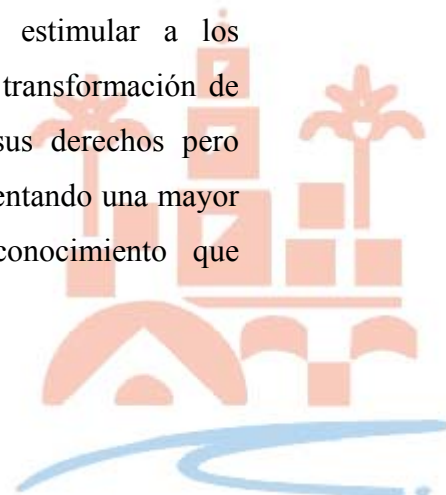 estimular a los
transformación de
sus derechos pero
entando una mayor
conocimiento que